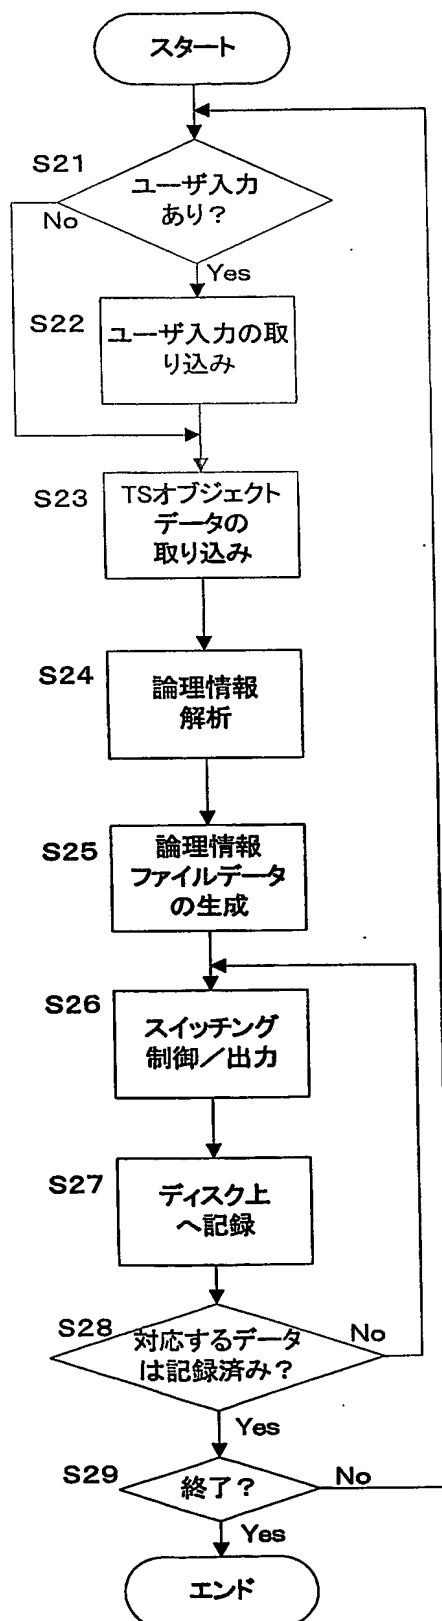 スタート
S21
ユーザ入力
あり?
No
Yes
S22
ユーザ入力の取
り込み
S23
TSオブジェクト
データの
取り込み
S24
論理情報
解析
S25
論理情報
ファイルデータ
の生成
S26
スイッチング
制御／出力
S27
ディスク上
へ記録
S28
対応するデータ
は記録済み?
No
Yes
S29
終了?
No
Yes
エンド